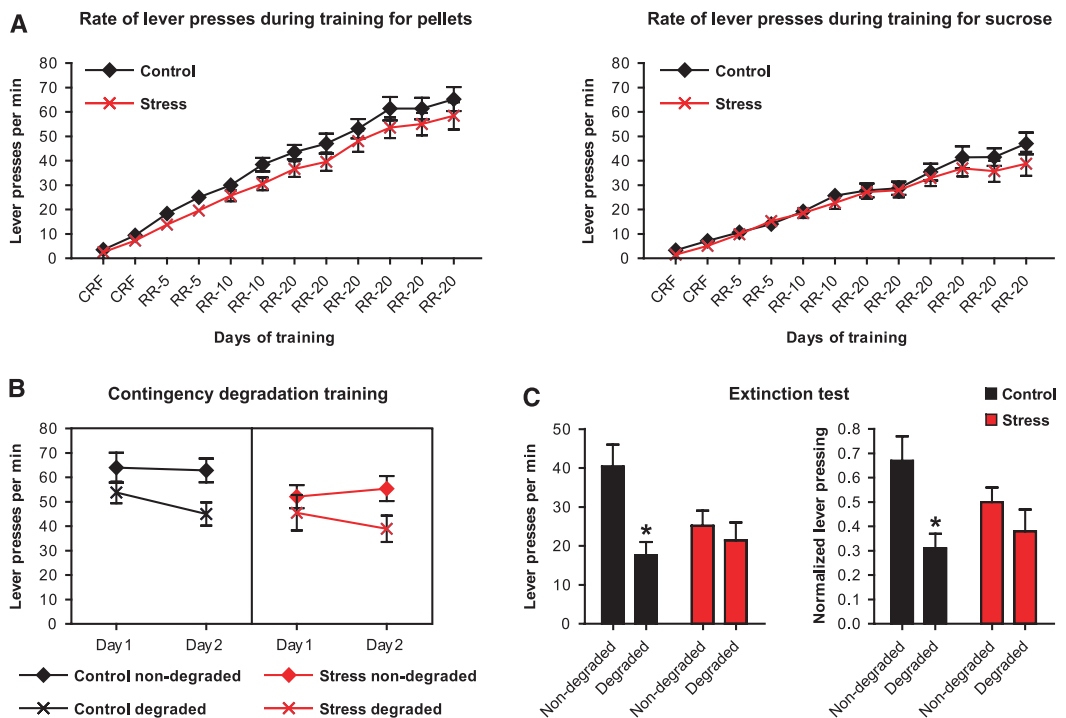 A
Rate of lever presses during training for pellets
Lever presses per min
80
70
60
50
40
30
20
10
0
Control
Stress
CRF
CRF
RR-5
RR-5
RR-10
RR-10
RR-20
RR-20
RR-20
RR-20
RR-20
RR-20
Days of training
Rate of lever presses during training for sucrose
Lever presses per min
80
70
60
50
40
30
20
10
0
Control
Stress
CRF
CRF
RR-5
RR-5
RR-10
RR-10
RR-20
RR-20
RR-20
RR-20
RR-20
RR-20
Days of training
B
Contingency degradation training
Lever presses per min
80
70
60
50
40
30
20
10
0
Day1
Day2
Day1
Day2
Control non-degraded
Control degraded
Stress non-degraded
Stress degraded
C
Extinction test
Control
Stress
Lever presses per min
50
40
30
20
10
0
*
Non-degraded
Degraded
Non-degraded
Degraded
Normalized lever pressing
0.8
0.7
0.6
0.5
0.4
0.3
0.2
0.1
0.0
*
Non-degraded
Degraded
Non-degraded
Degraded